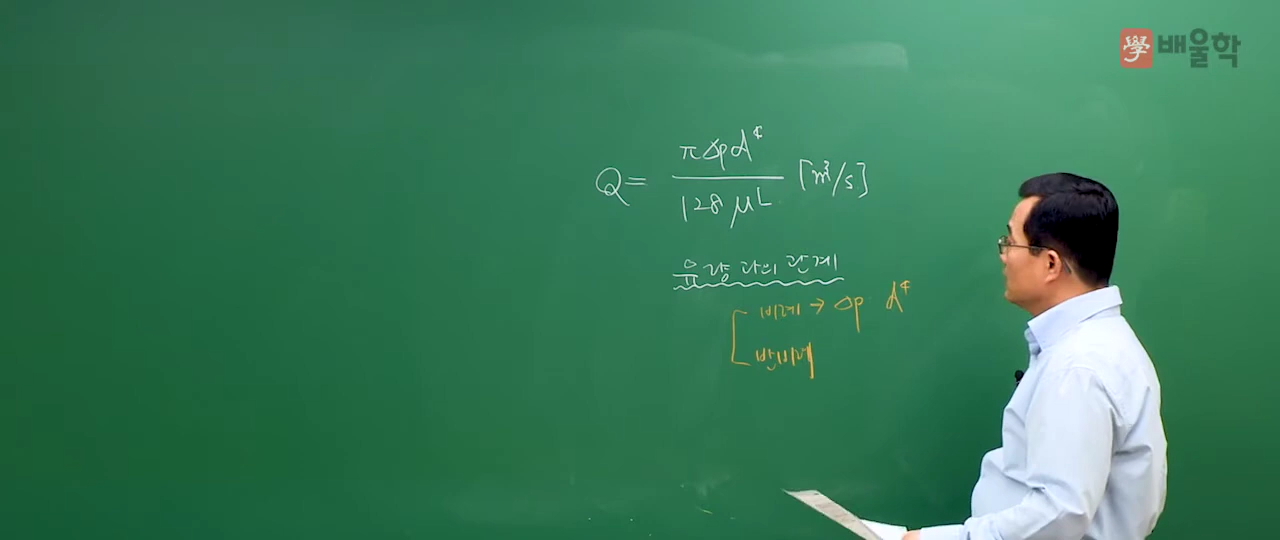 學 배울학
πΔpd⁴
Q= ――― [m³/s]
128μL
유량과의 관계
비례 → Δp d⁴
반비례